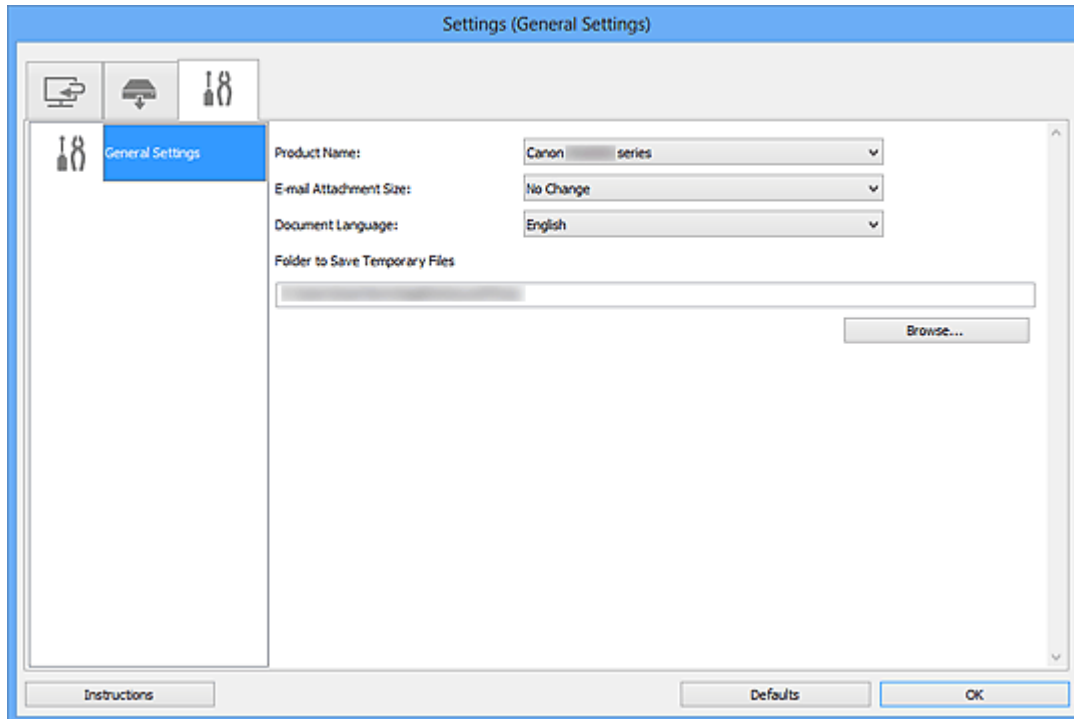 Settings (General Settings)
General Settings
Product Name:
Canon series
E-mail Attachment Size:
No Change
Document Language:
English
Folder to Save Temporary Files
Browse...
Instructions
Defaults
OK